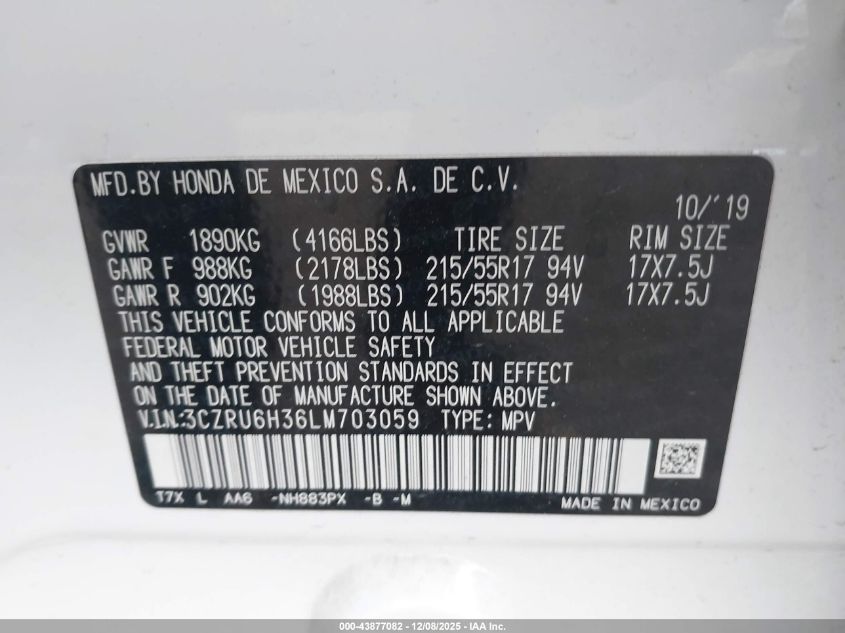 MFD.BY HONDA DE MEXICO S.A. DE C.V.
10/'19
GVWR 1890KG (4166LBS) TIRE SIZE RIM SIZE
GAWR F 988KG (2178LBS) 215/55R17 94V 17X7.5J
GAWR R 902KG (1988LBS) 215/55R17 94V 17X7.5J
THIS VEHICLE CONFORMS TO ALL APPLICABLE
FEDERAL MOTOR VEHICLE SAFETY
AND THEFT PREVENTION STANDARDS IN EFFECT
ON THE DATE OF MANUFACTURE SHOWN ABOVE.
V.I.N.:3CZRU6H36LM703059 TYPE: MPV
T7X L AA6 -NH883PX -B -M MADE IN MEXICO
000-43877082 - 12/08/2025 - IAA Inc.